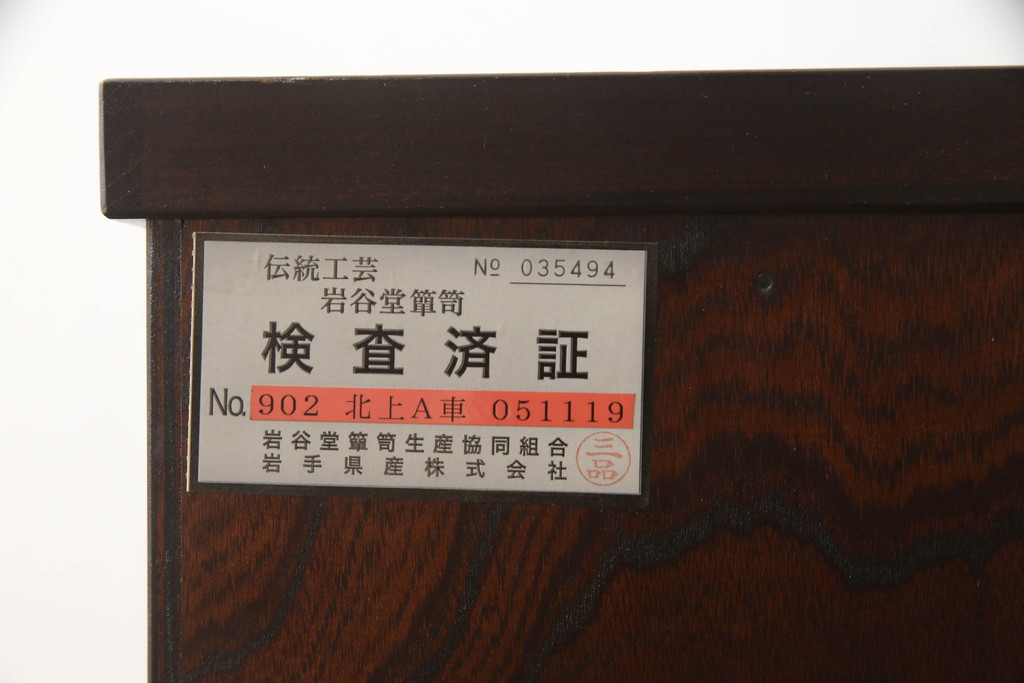 伝統工芸 № 035494
岩谷堂簞笥
検査済証
No. 902 北上A車 051119
岩谷堂簞笥生産協同組合
岩手県産株式会社
三品